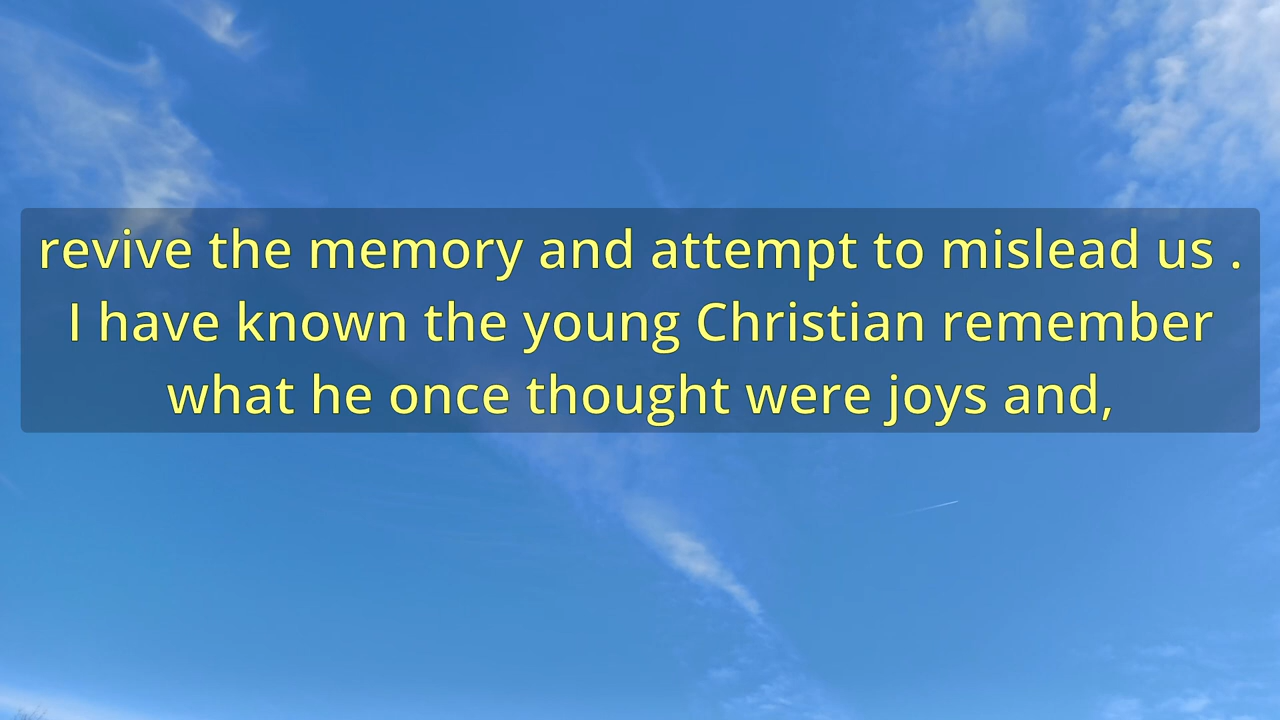 revive the memory and attempt to mislead us .
I have known the young Christian remember
what he once thought were joys and,